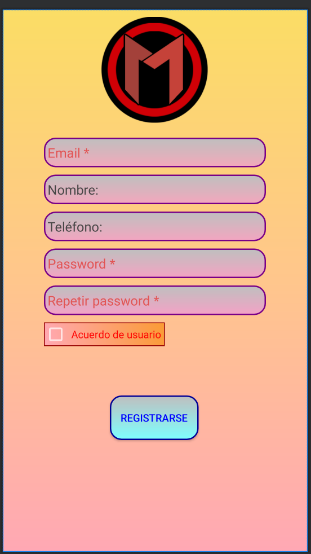 M
Email *
Nombre:
Teléfono:
Password *
Repetir password *
Acuerdo de usuario
REGISTRARSE